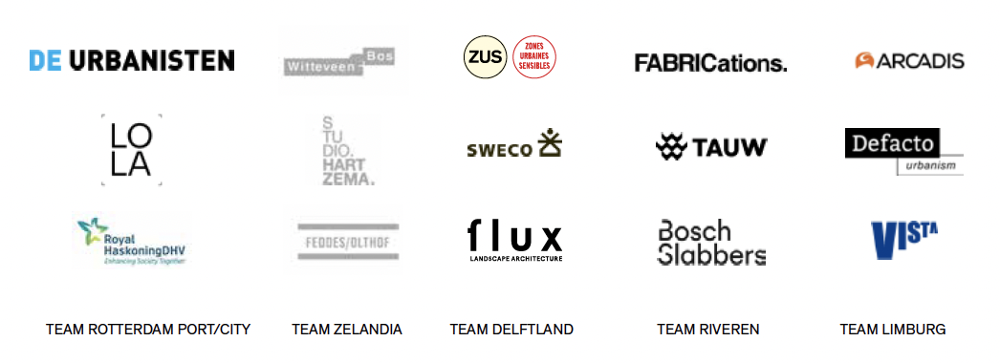 DE URBANISTEN
Witteveen
Bos
ZUS
ZONES
URBAINES
SENSIBLES
FABRICations.
ARCADIS
LO
LA
S
TU
DIO.
HART
ZEMA.
SWECO
TAUW
Defacto
urbanism
Royal
HaskoningDHV
Enhancing Society Together
FEDDES/OLTHOF
flux
LANDSCAPE ARCHITECTURE
Bosch
Slabbers
VISTA
TEAM ROTTERDAM PORT/CITY
TEAM ZELANDIA
TEAM DELFTLAND
TEAM RIVEREN
TEAM LIMBURG